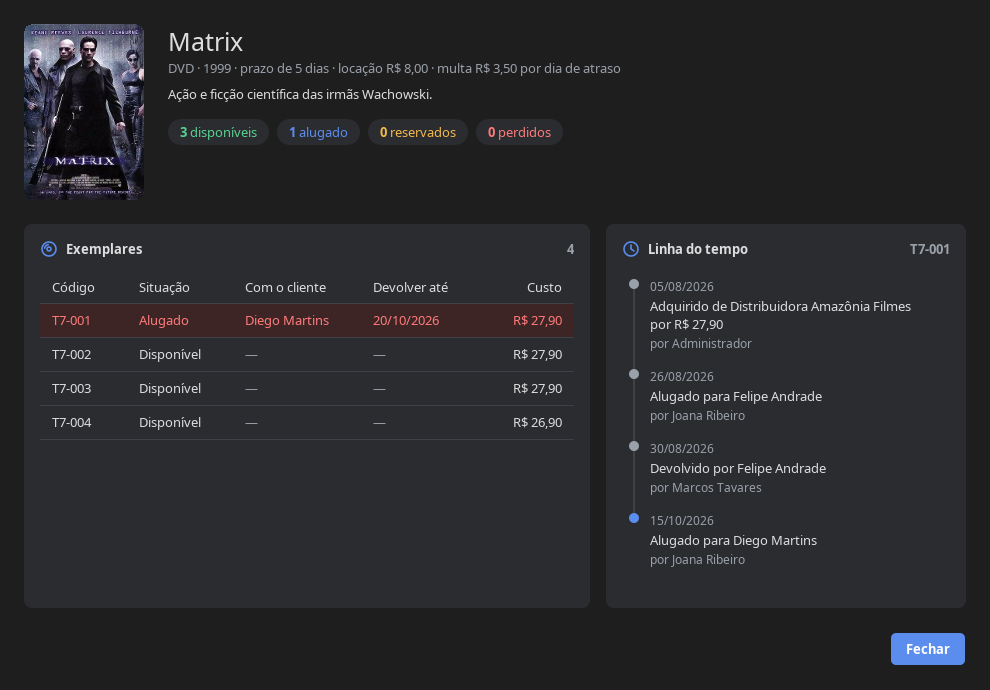 KEANU REEVES LAURENCE FISHBURNE
MATRIX
Matrix
DVD · 1999 · prazo de 5 dias · locação R$ 8,00 · multa R$ 3,50 por dia de atraso
Ação e ficção científica das irmãs Wachowski.
3 disponíveis 1 alugado 0 reservados 0 perdidos
Exemplares 4
Código Situação Com o cliente Devolver até Custo
T7-001 Alugado Diego Martins 20/10/2026 R$ 27,90
T7-002 Disponível — — R$ 27,90
T7-003 Disponível — — R$ 27,90
T7-004 Disponível — — R$ 26,90
Linha do tempo T7-001
05/08/2026
Adquirido de Distribuidora Amazônia Filmes
por R$ 27,90
por Administrador
26/08/2026
Alugado para Felipe Andrade
por Joana Ribeiro
30/08/2026
Devolvido por Felipe Andrade
por Marcos Tavares
15/10/2026
Alugado para Diego Martins
por Joana Ribeiro
Fechar